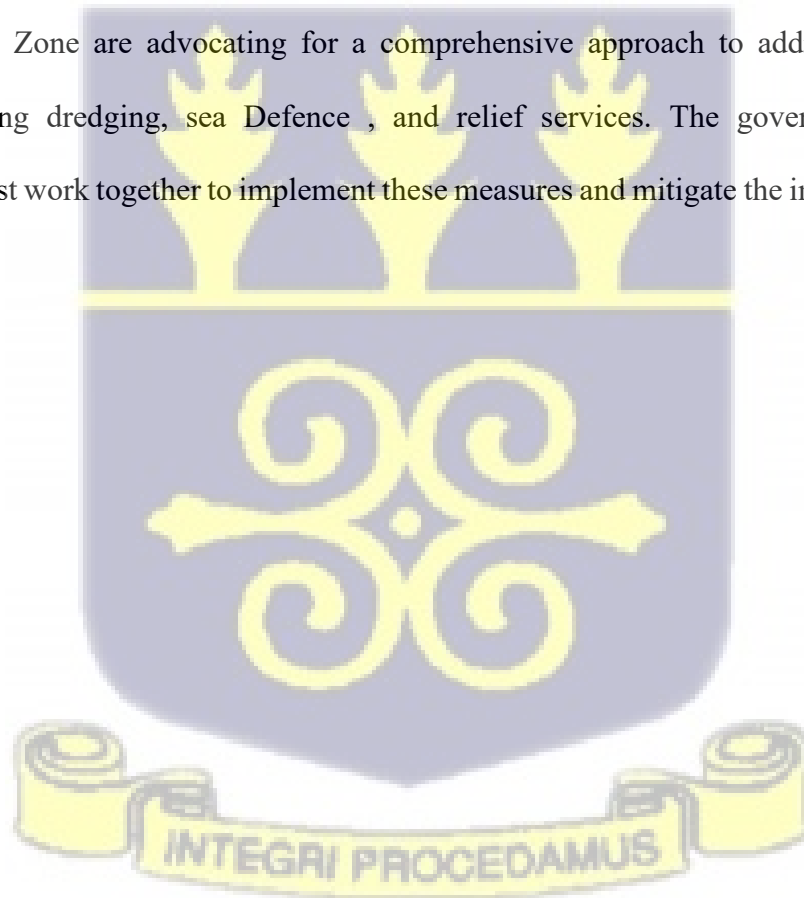 Zone are advocating for a comprehensive approach to add
ng dredging, sea Defence , and relief services. The gover
st work together to implement these measures and mitigate the in
INTEGRI PROCEDAMUS